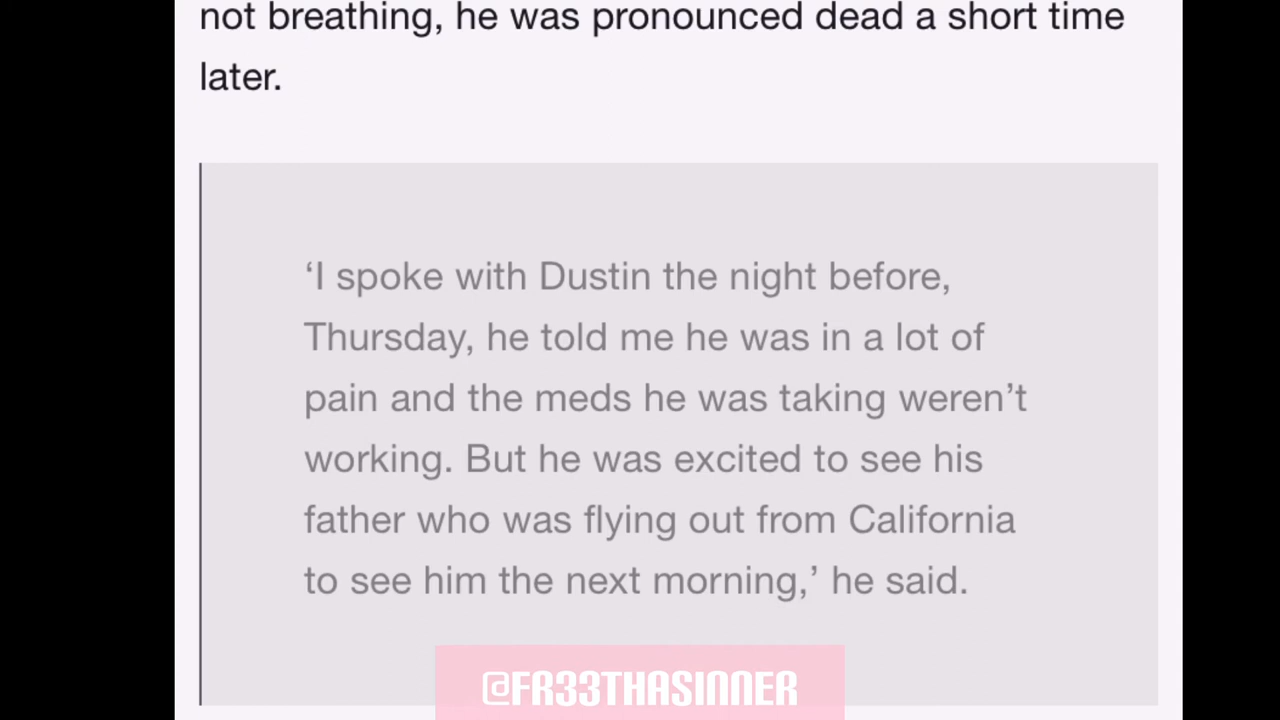 not breathing, he was pronounced dead a short time
later.
‘I spoke with Dustin the night before,
Thursday, he told me he was in a lot of
pain and the meds he was taking weren’t
working. But he was excited to see his
father who was flying out from California
to see him the next morning,’ he said.
@FR33THASINNER